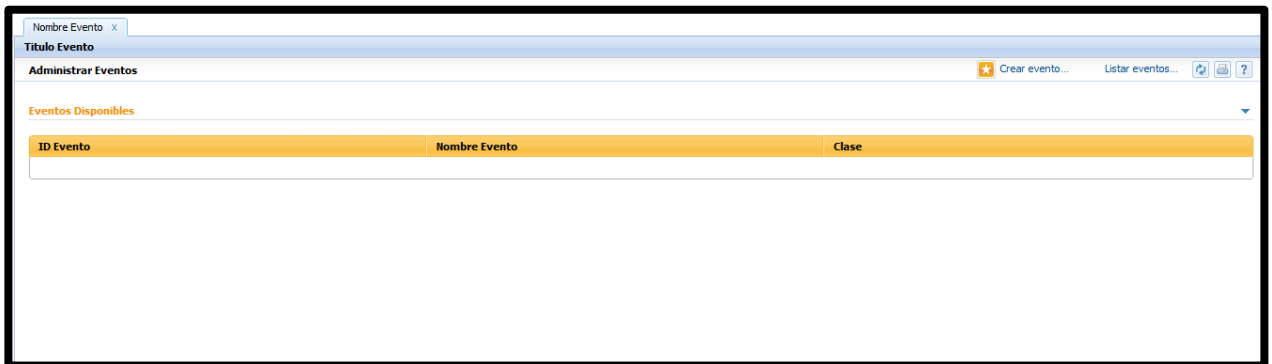 Nombre Evento x
Titulo Evento
Administrar Eventos Crear evento... Listar eventos... ?
Eventos Disponibles
ID Evento Nombre Evento Clase